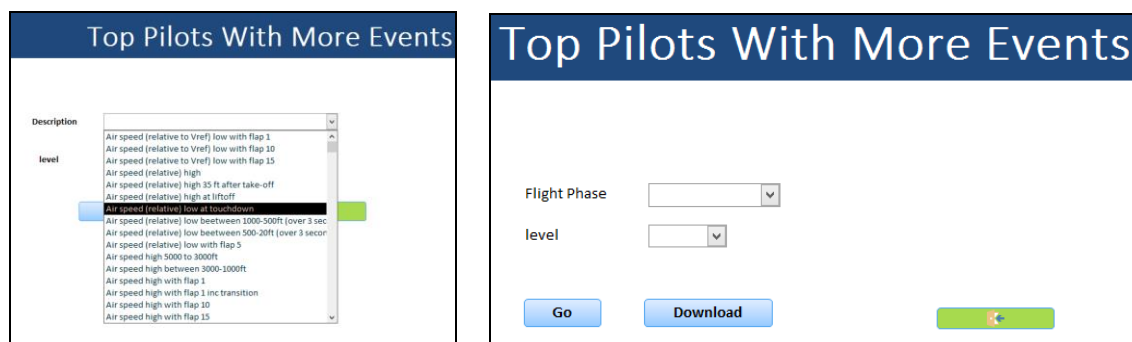 Top Pilots With More Events
Description
Air speed (relative to Vref) low with flap 1
Air speed (relative to Vref) low with flap 10
Air speed (relative to Vref) low with flap 15
level
Air speed (relative) high
Air speed (relative) high 35 ft after take-off
Air speed (relative) high at liftoff
Air speed (relative) low at touchdown
Air speed (relative) low beetween 1000-500ft (over 3 sec
Air speed (relative) low beetween 500-20ft (over 3 secon
Air speed (relative) low with flap 5
Air speed high 5000 to 3000ft
Air speed high between 3000-1000ft
Air speed high with flap 1
Air speed high with flap 1 inc transition
Air speed high with flap 10
Air speed high with flap 15
Top Pilots With More Events
Flight Phase
level
Go Download